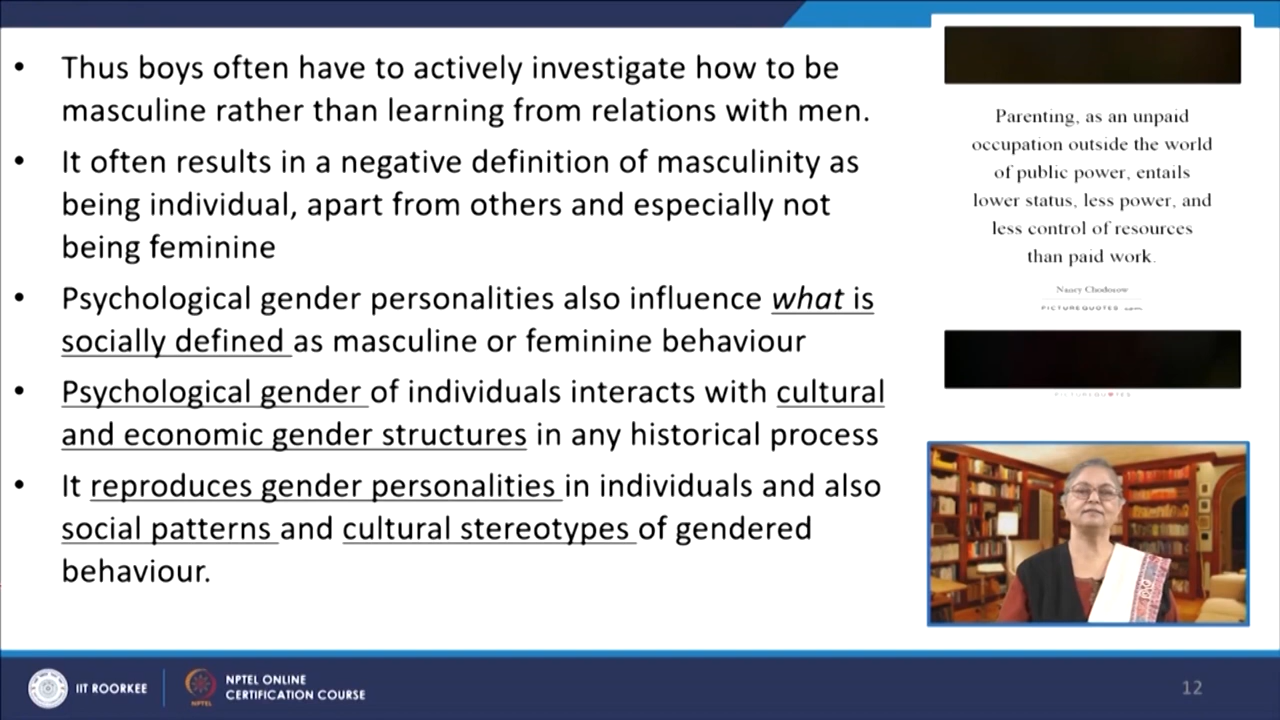 • Thus boys often have to actively investigate how to be
masculine rather than learning from relations with men.
• It often results in a negative definition of masculinity as
being individual, apart from others and especially not
being feminine
• Psychological gender personalities also influence what is
socially defined as masculine or feminine behaviour
• Psychological gender of individuals interacts with cultural
and economic gender structures in any historical process
• It reproduces gender personalities in individuals and also
social patterns and cultural stereotypes of gendered
behaviour.
Parenting, as an unpaid
occupation outside the world
of public power, entails
lower status, less power, and
less control of resources
than paid work.
Nancy Chodorow
PICTUREQUOTES.com
PICTUREQUOTES
IIT ROORKEE
NPTEL
NPTEL ONLINE
CERTIFICATION COURSE
12